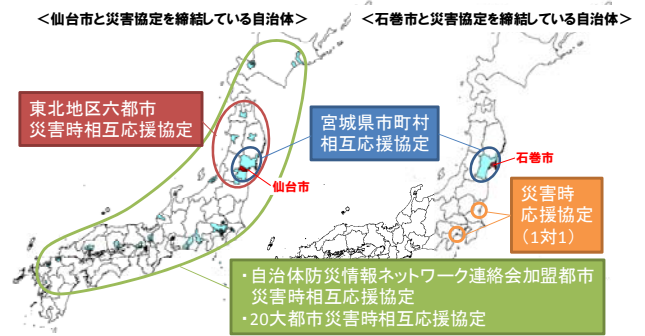 ＜仙台市と災害協定を締結している自治体＞
＜石巻市と災害協定を締結している自治体＞
東北地区六都市
災害時相互応援協定
宮城県市町村
相互応援協定
仙台市
石巻市
災害時
応援協定
（1対1）
・自治体防災情報ネットワーク連絡会加盟都市
災害時相互応援協定
・20大都市災害時相互応援協定